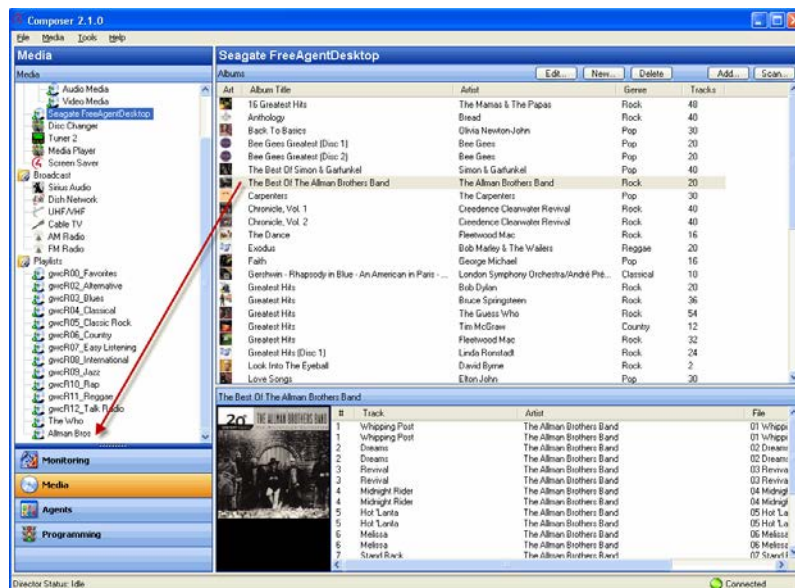 Composer 2.1.0
File Media Tools Help
Media
Seagate FreeAgentDesktop
Media
Albums
Edit... New... Delete Add... Scan...
Audio Media
Video Media
Seagate FreeAgentDesktop
Disc Changer
Tuner 2
Media Player
Screen Saver
Broadcast
Sirius Audio
Dish Network
UHF/VHF
Cable TV
AM Radio
FM Radio
Playlists
gwcR00_Favorites
gwcR02_Alternative
gwcR03_Blues
gwcR04_Classical
gwcR05_Classic Rock
gwcR06_Country
gwcR07_Easy Listening
gwcR08_International
gwcR09_Jazz
gwcR10_Rap
gwcR11_Reggae
gwcR12_Talk Radio
The Who
Allman Bros
Monitoring
Media
Agents
Programming
Art Album Title Artist Genre Tracks
16 Greatest Hits The Mamas & The Papas Rock 48
Anthology Bread Rock 40
Back To Basics Olivia Newton-John Pop 30
Bee Gees Greatest (Disc 1) Bee Gees Pop 20
Bee Gees Greatest (Disc 2) Bee Gees Pop 20
The Best Of Simon & Garfunkel Simon & Garfunkel Pop 40
The Best Of The Allman Brothers Band The Allman Brothers Band Rock 20
Carpenters The Carpenters Pop 30
Chronicle, Vol. 1 Creedence Clearwater Revival Rock 40
Chronicle, Vol. 2 Creedence Clearwater Revival Rock 40
The Dance Fleetwood Mac Rock 16
Exodus Bob Marley & The Wailers Reggae 20
Faith George Michael Pop 16
Gershwin - Rhapsody in Blue - An American in Paris - ... London Symphony Orchestra/André Pré... Classical 10
Greatest Hits Bob Dylan Rock 20
Greatest Hits Bruce Springsteen Rock 36
Greatest Hits The Guess Who Rock 54
Greatest Hits Tim McGraw Country 12
Greatest Hits Fleetwood Mac Rock 32
Greatest Hits (Disc 1) Linda Ronstadt Rock 24
Look Into The Eyeball David Byrne Rock 2
Love Songs Elton John Pop 30
The Best Of The Allman Brothers Band
20 THE ALLMAN BROTHERS BAND
# Track Artist File
1 Whipping Post The Allman Brothers Band 01 Whippi
1 Whipping Post The Allman Brothers Band 01 Whippi
2 Dreams The Allman Brothers Band 02 Dreams
2 Dreams The Allman Brothers Band 02 Dreams
3 Revival The Allman Brothers Band 03 Reviva
3 Revival The Allman Brothers Band 03 Reviva
4 Midnight Rider The Allman Brothers Band 04 Midnigl
4 Midnight Rider The Allman Brothers Band 04 Midnigl
5 Hot 'Lanta The Allman Brothers Band 05 Hot 'La
5 Hot 'Lanta The Allman Brothers Band 05 Hot 'La
6 Melissa The Allman Brothers Band 06 Melissa
6 Melissa The Allman Brothers Band 06 Melissa
7 Stand Back The Allman Brothers Band 07 Stand
Director Status: Idle
Connected